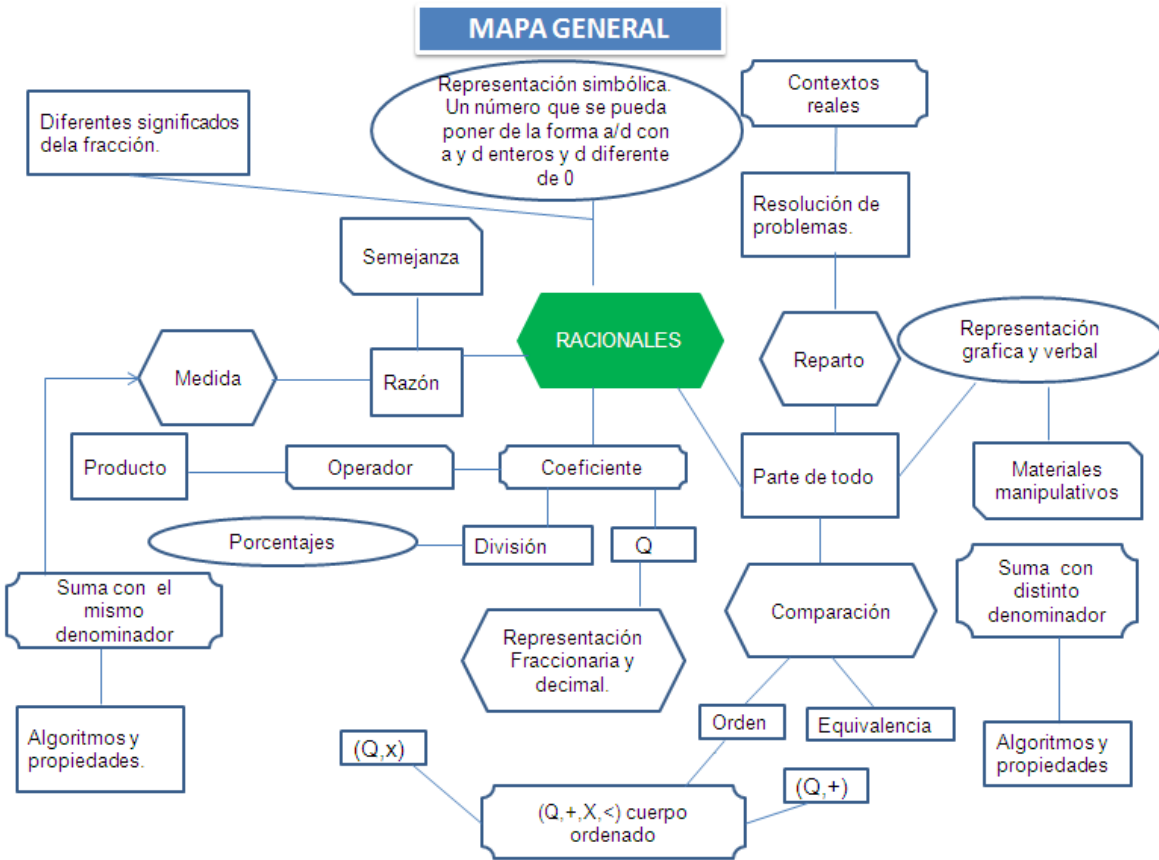 MAPA GENERAL
Diferentes significados
dela fracción.
Representación simbólica.
Un número que se pueda
poner de la forma a/d con
a y d enteros y d diferente
de 0
Contextos
reales
Resolución de
problemas.
Semejanza
RACIONALES
Reparto
Representación
grafica y verbal
Medida
Razón
Producto
Operador
Coeficiente
Parte de todo
Materiales
manipulativos
Porcentajes
División
Q
Suma con el
mismo
denominador
Representación
Fraccionaria y
decimal.
Comparación
Suma con
distinto
denominador
Orden
Equivalencia
Algoritmos y
propiedades.
(Q,x)
(Q,+,X,<) cuerpo
ordenado
(Q,+)
Algoritmos y
propiedades